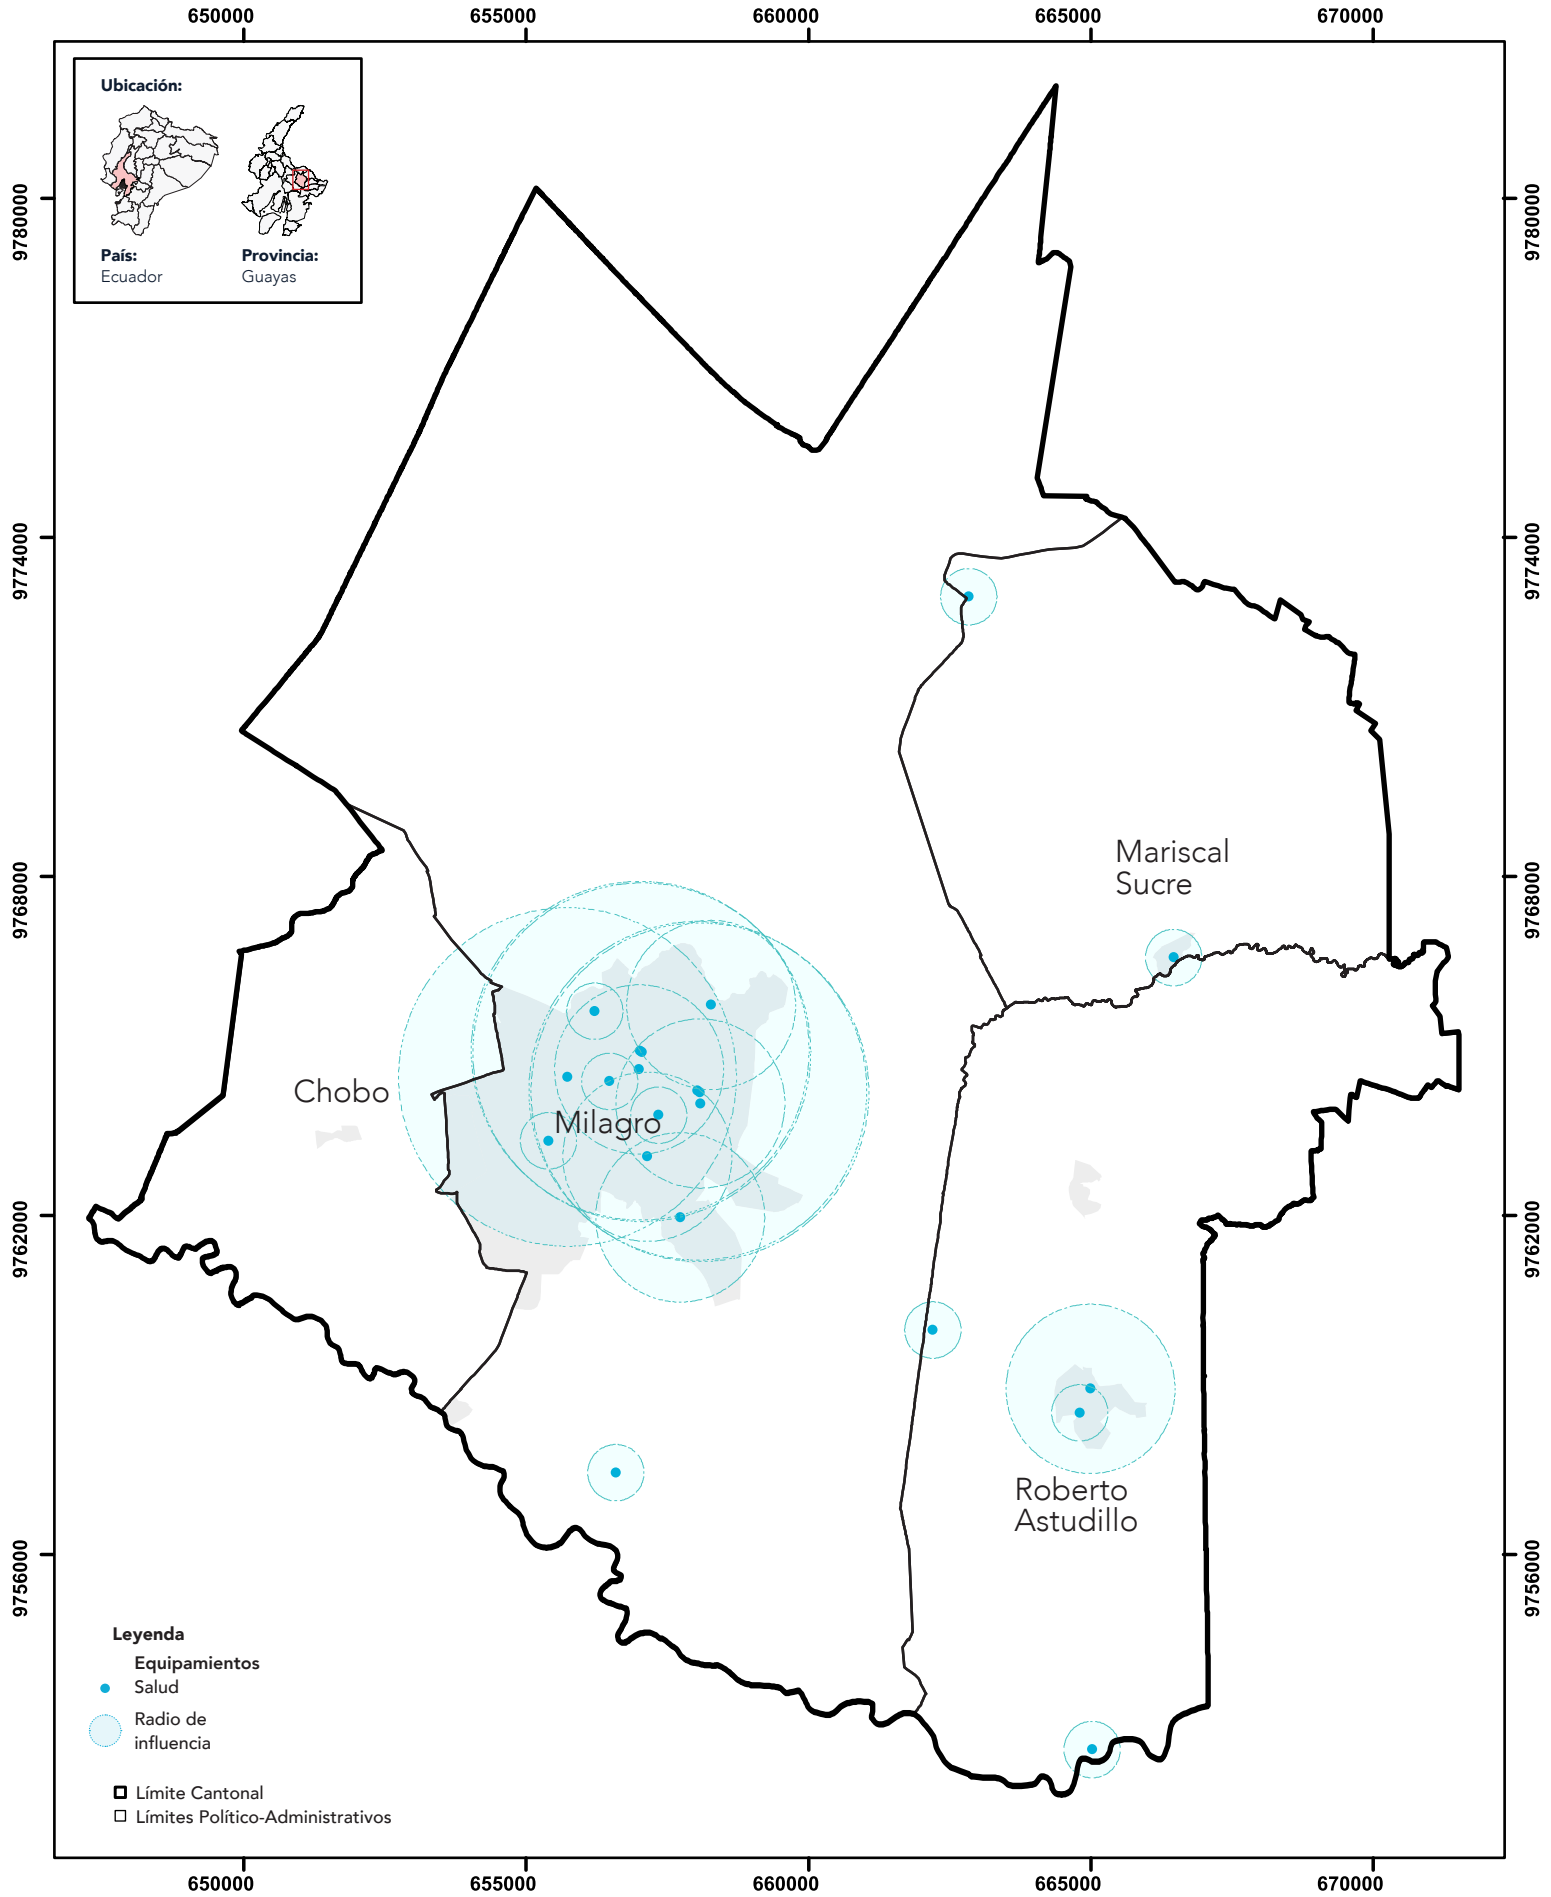 650000
655000
660000
665000
670000
Ubicación:
País:
Ecuador
Provincia:
Guayas
9780000
9780000
9774000
9774000
Mariscal
Sucre
9768000
9768000
Chobo
Milagro
9762000
9762000
Roberto
Astudillo
9756000
9756000
Leyenda
Equipamientos
Salud
Radio de
influencia
Límite Cantonal
Límites Político-Administrativos
650000
655000
660000
665000
670000